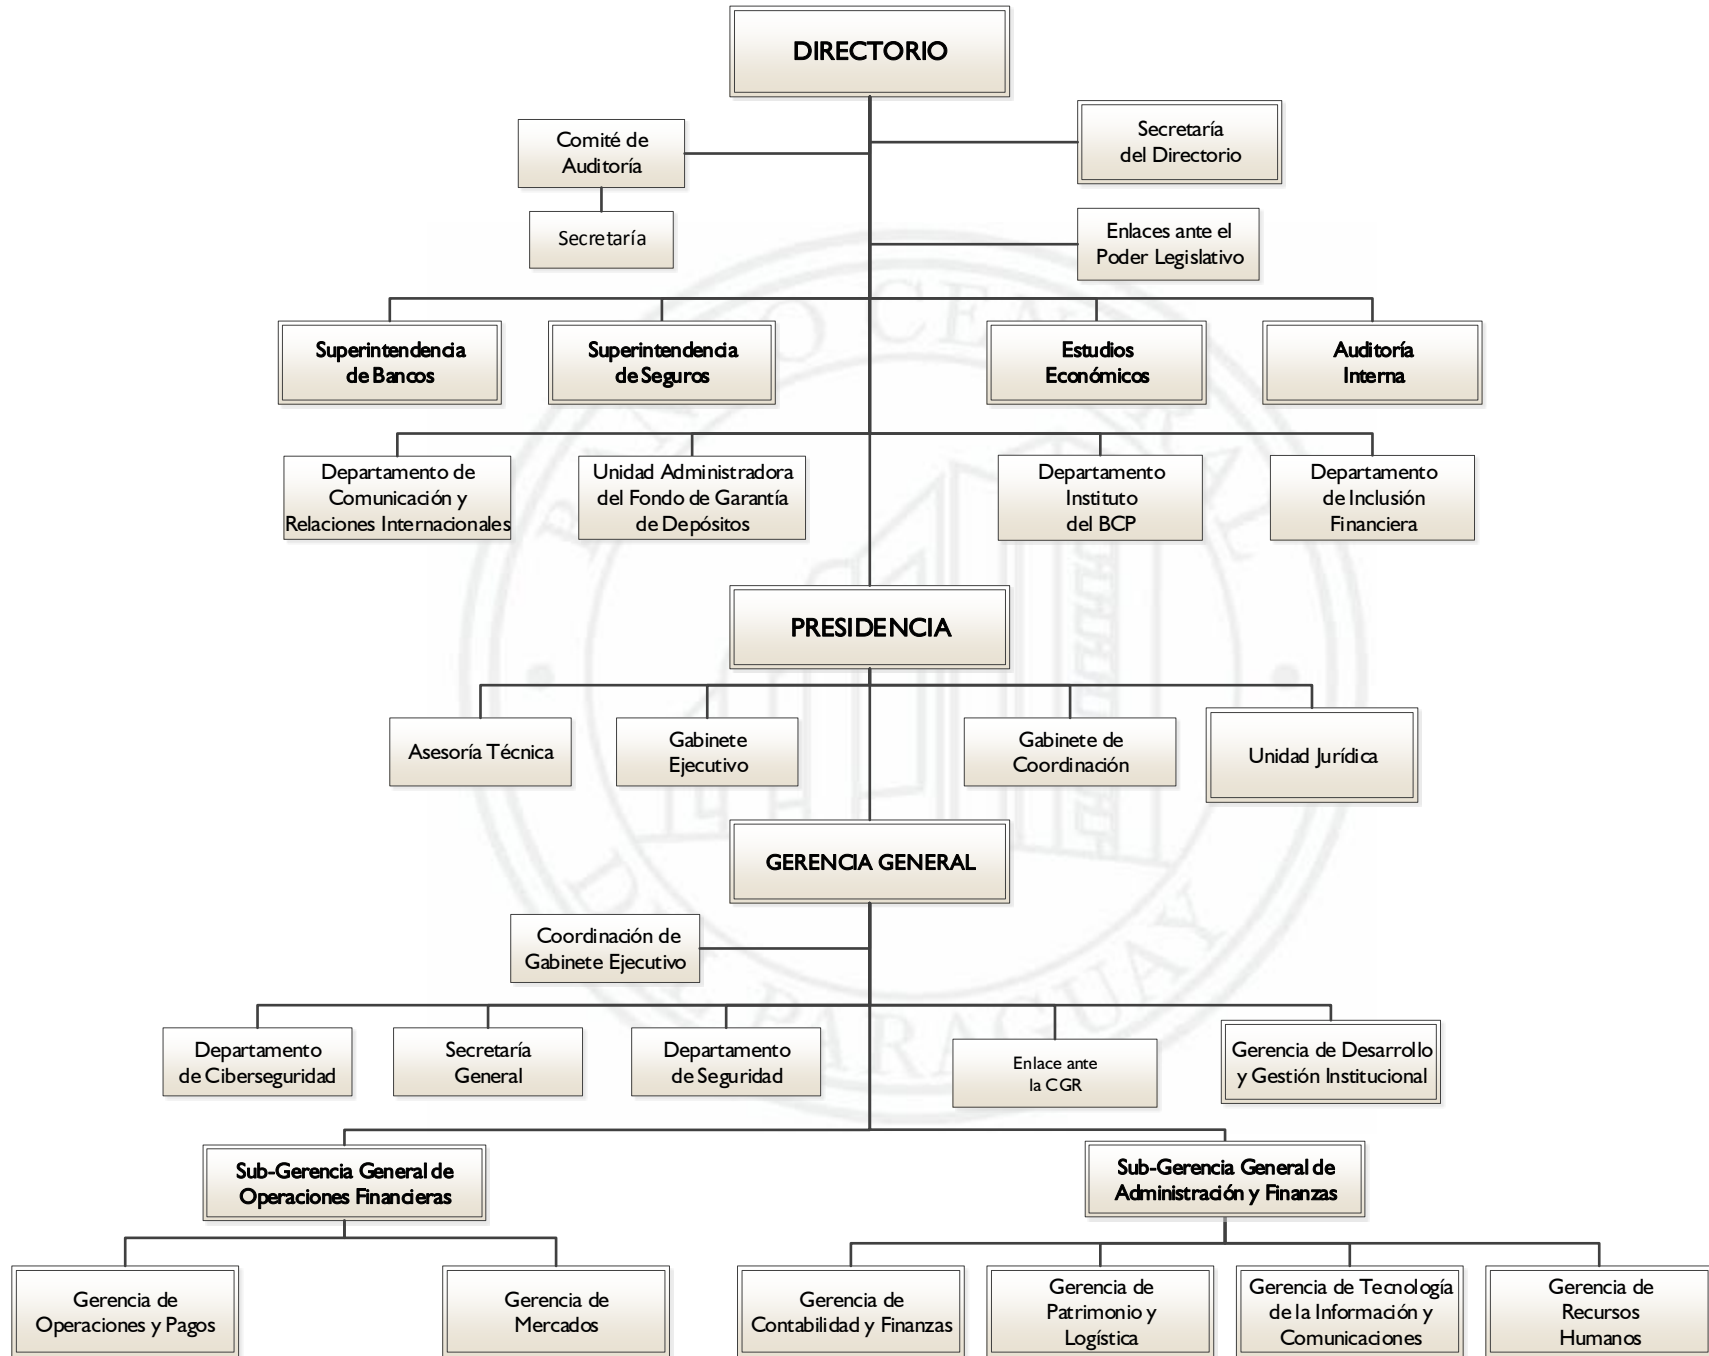 DIRECTORIO
Comité de
Auditoría
Secretaría
del Directorio
Secretaría
Enlaces ante el
Poder Legislativo
Superintendencia
de Bancos
Superintendencia
de Seguros
Estudios
Económicos
Auditoría
Interna
Departamento de
Comunicación y
Relaciones Internacionales
Unidad Administradora
del Fondo de Garantía
de Depósitos
Departamento
Instituto
del BCP
Departamento
de Inclusión
Financiera
PRESIDENCIA
Asesoría Técnica
Gabinete
Ejecutivo
Gabinete de
Coordinación
Unidad Jurídica
GERENCIA GENERAL
Coordinación de
Gabinete Ejecutivo
Departamento
de Ciberseguridad
Secretaría
General
Departamento
de Seguridad
Enlace ante
la CGR
Gerencia de Desarrollo
y Gestión Institucional
Sub-Gerencia General de
Operaciones Financieras
Sub-Gerencia General de
Administración y Finanzas
Gerencia de
Operaciones y Pagos
Gerencia de
Mercados
Gerencia de
Contabilidad y Finanzas
Gerencia de
Patrimonio y
Logística
Gerencia de Tecnología
de la Información y
Comunicaciones
Gerencia de
Recursos
Humanos
BANCO CENTRAL
DEL PARAGUAY